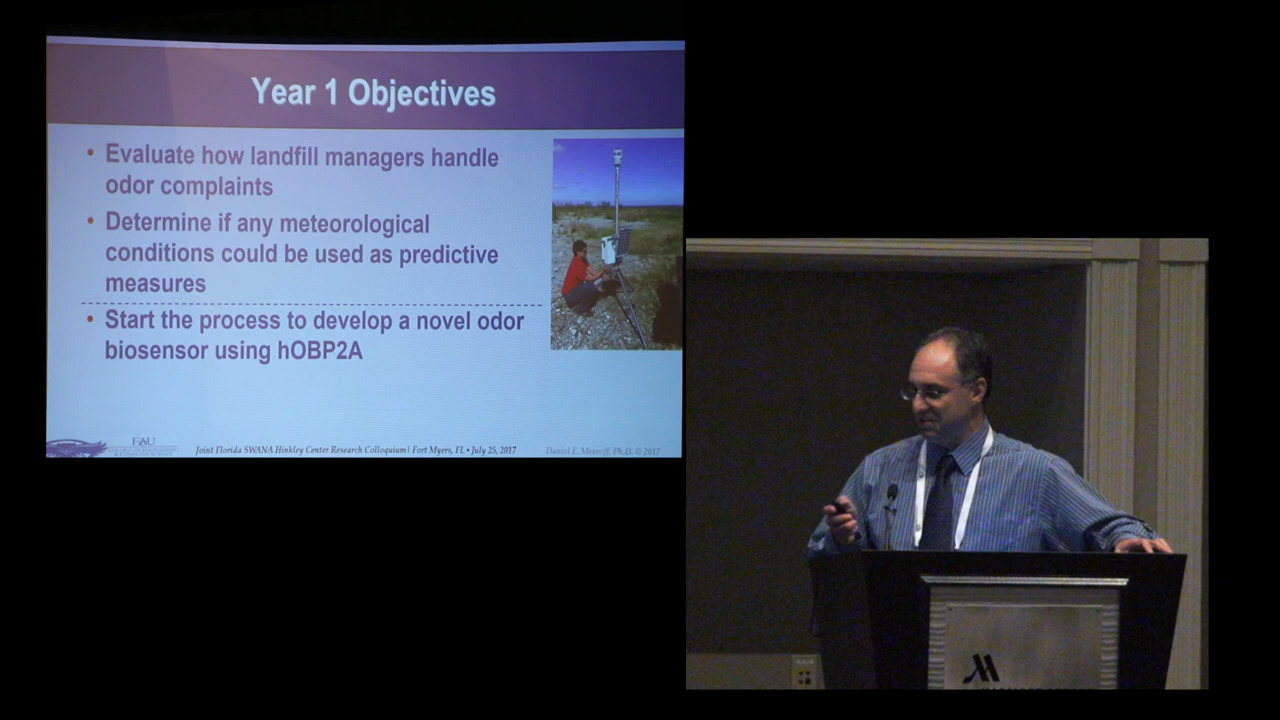 Year 1 Objectives
• Evaluate how landfill managers handle
odor complaints
• Determine if any meteorological
conditions could be used as predictive
measures
• Start the process to develop a novel odor
biosensor using hOBP2A
FAU
Joint Florida SWANA Hinkley Center Research Colloquium | Fort Myers, FL • July 25, 2017
Daniel E. Meeroff, Ph.D. © 2017